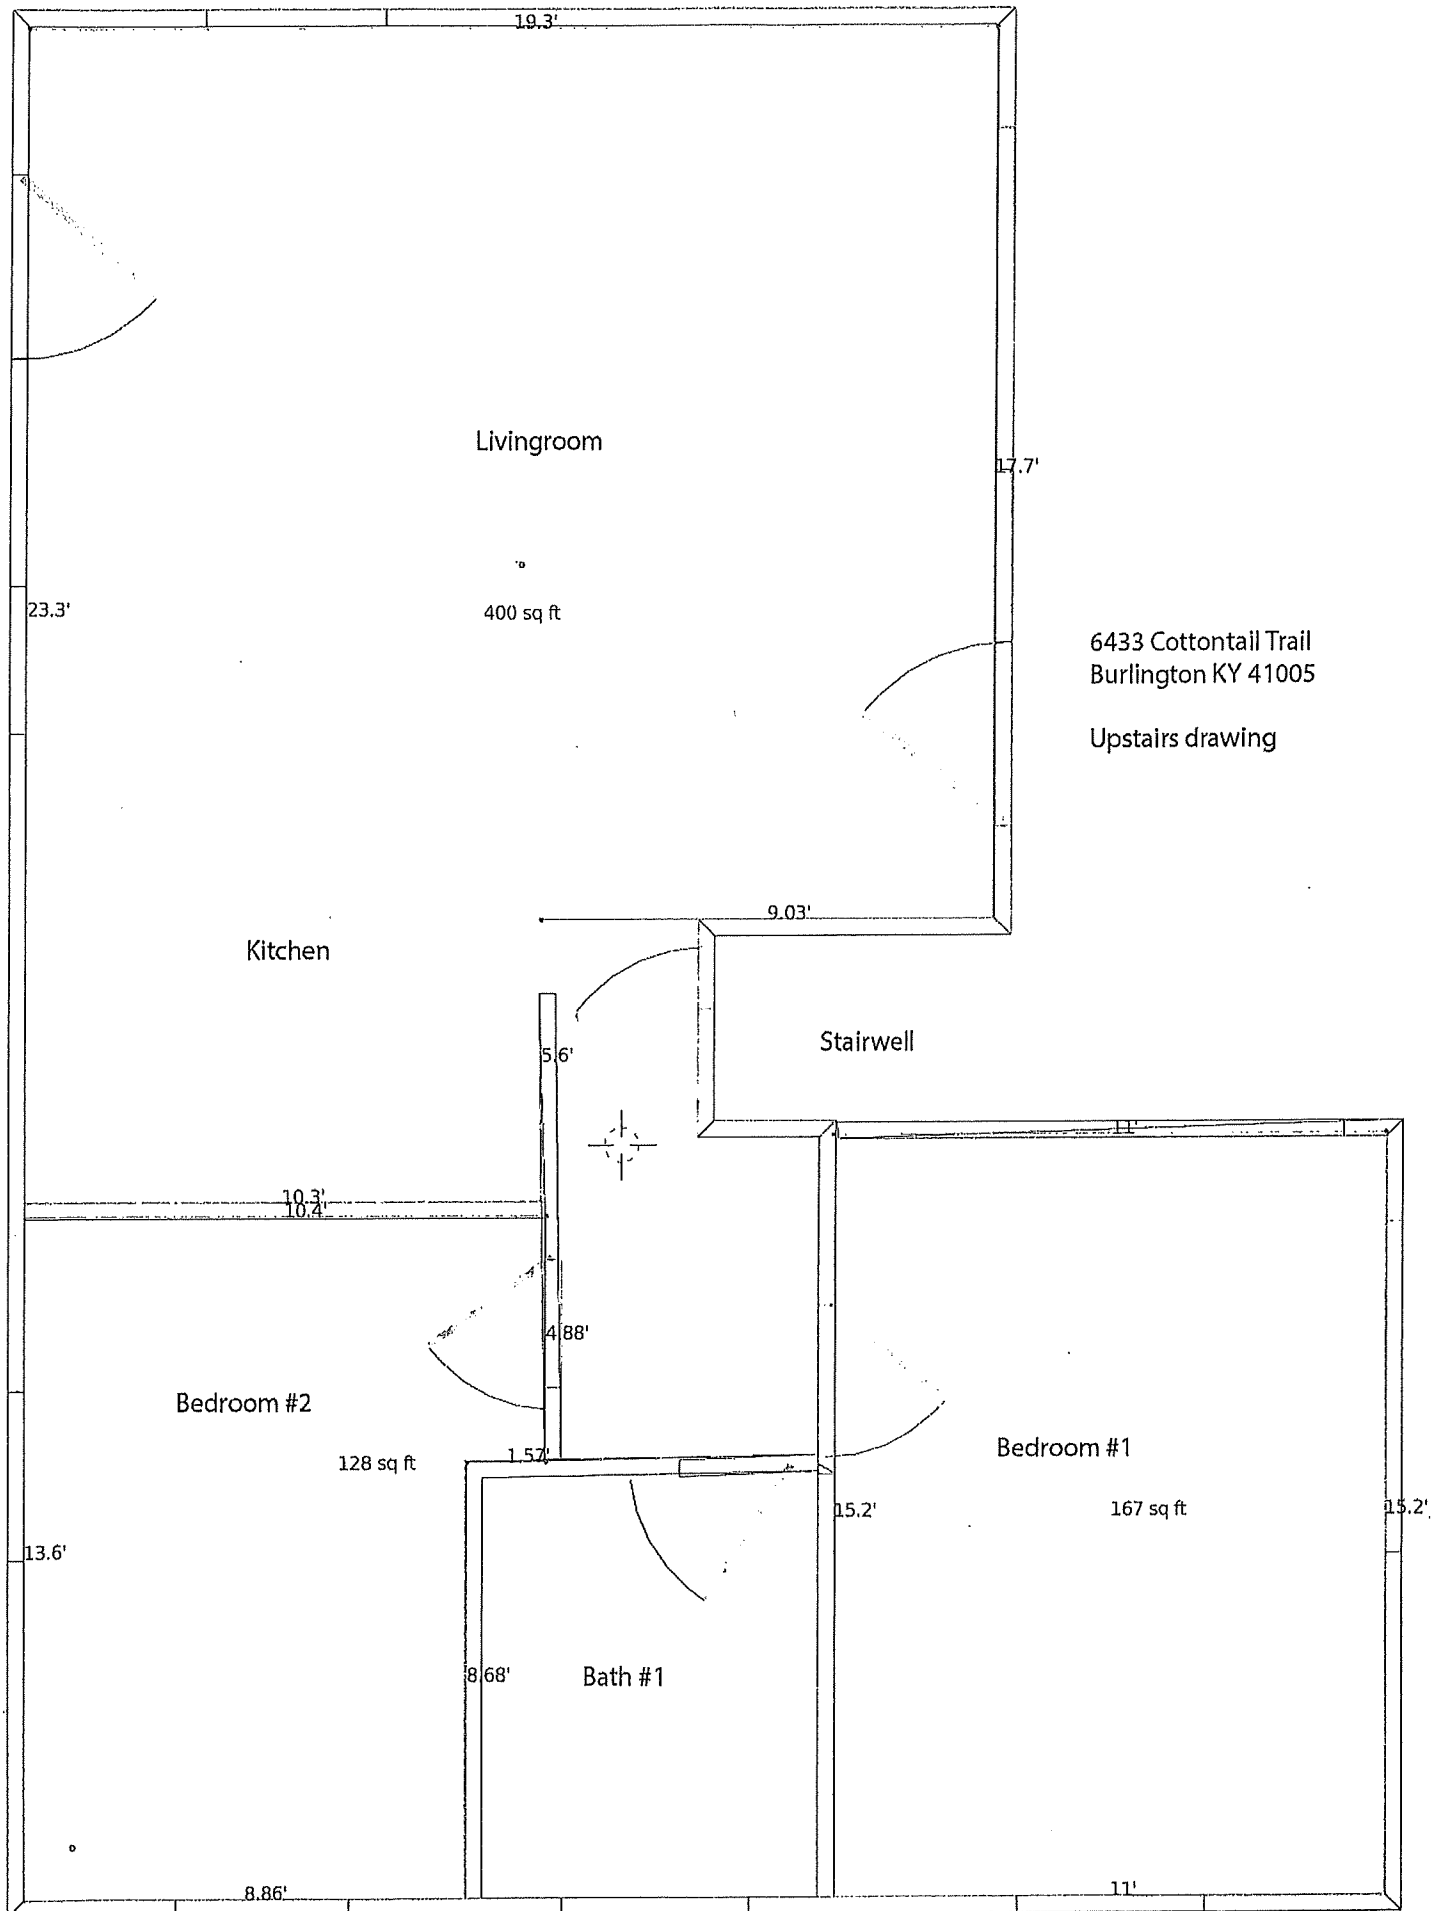 19.3'
Livingroom
17.7'
23.3'
400 sq ft
6433 Cottontail Trail
Burlington KY 41005
Upstairs drawing
9.03'
Kitchen
Stairwell
5.6'
10.3'
10.4'
4.88'
Bedroom #2
Bedroom #1
1.57'
128 sq ft
15.2'
167 sq ft
15.2'
13.6'
8.68'
Bath #1
8.86'
11'